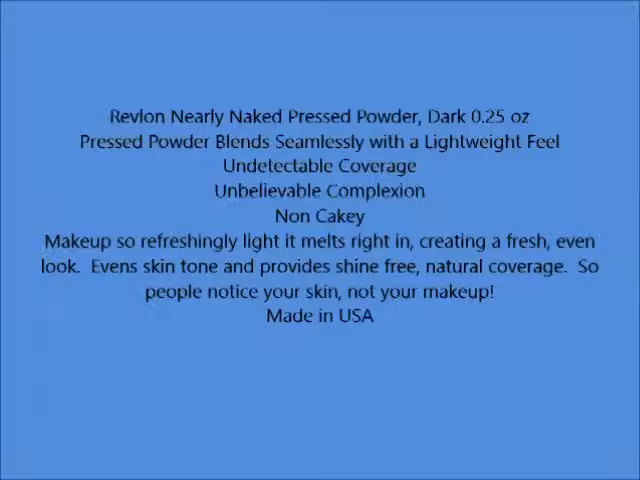 Revlon Nearly Naked Pressed Powder, Dark 0.25 oz
Pressed Powder Blends Seamlessly with a Lightweight Feel
Undetectable Coverage
Unbelievable Complexion
Non Cakey
Makeup so refreshingly light it melts right in, creating a fresh, even
look.  Evens skin tone and provides shine free, natural coverage.  So
people notice your skin, not your makeup!
Made in USA